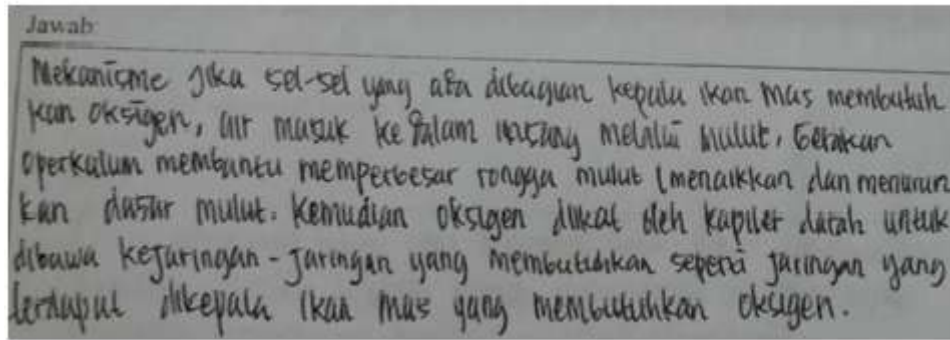 Jawab:
Mekanisme jika sel-sel yang ada dibagian kepala ikan mas membutuh
kan oksigen, air masuk ke dalam insang melalui mulut. Gerakan
operkulum membantu memperbesar rongga mulut (menaikkan dan menurun
kan dasar mulut. Kemudian oksigen diikat oleh kapiler darah untuk
dibawa kejaringan - jaringan yang membutuhkan seperti jaringan yang
terdapat dikepala ikan mas yang membutuhkan oksigen.